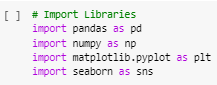 [ ] # Import Libraries
import pandas as pd
import numpy as np
import matplotlib.pyplot as plt
import seaborn as sns